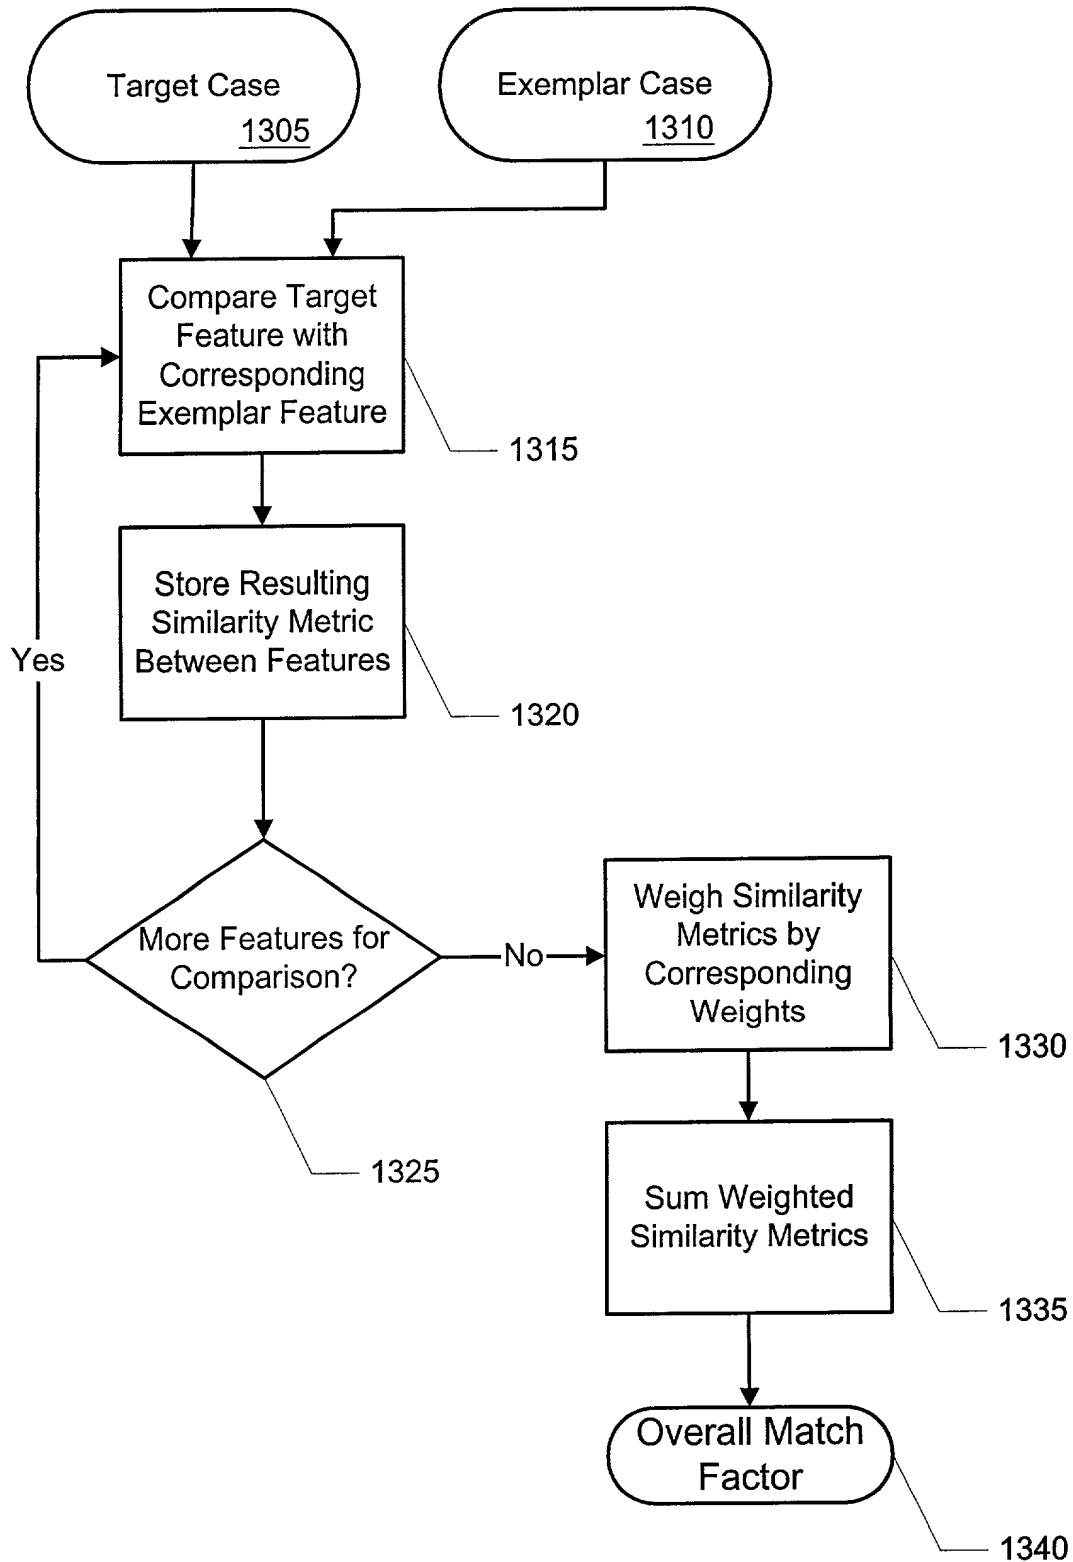 Target Case
1305
Exemplar Case
1310
Compare Target
Feature with
Corresponding
Exemplar Feature
1315
Store Resulting
Similarity Metric
Between Features
1320
Yes
More Features for
Comparison?
1325
No
Weigh Similarity
Metrics by
Corresponding
Weights
1330
Sum Weighted
Similarity Metrics
1335
Overall Match
Factor
1340